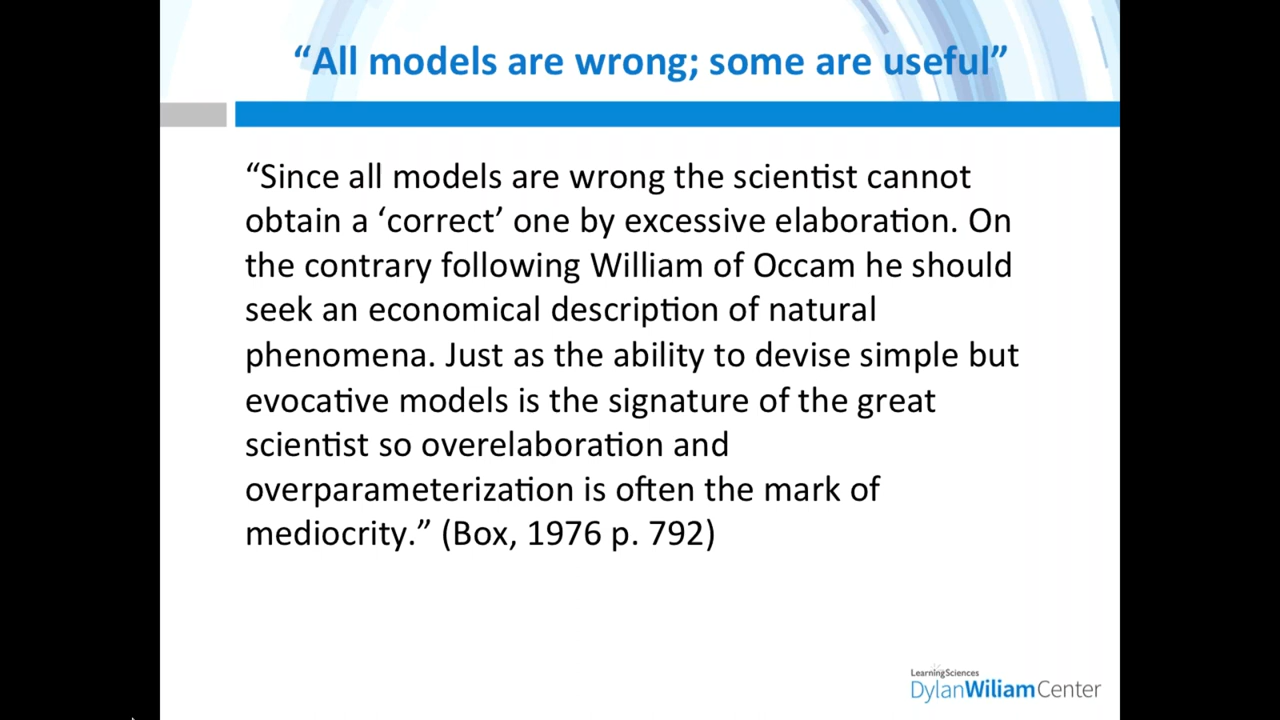 “All models are wrong; some are useful”
“Since all models are wrong the scientist cannot
obtain a ‘correct’ one by excessive elaboration. On
the contrary following William of Occam he should
seek an economical description of natural
phenomena. Just as the ability to devise simple but
evocative models is the signature of the great
scientist so overelaboration and
overparameterization is often the mark of
mediocrity.” (Box, 1976 p. 792)
LearningSciences
DylanWiliamCenter